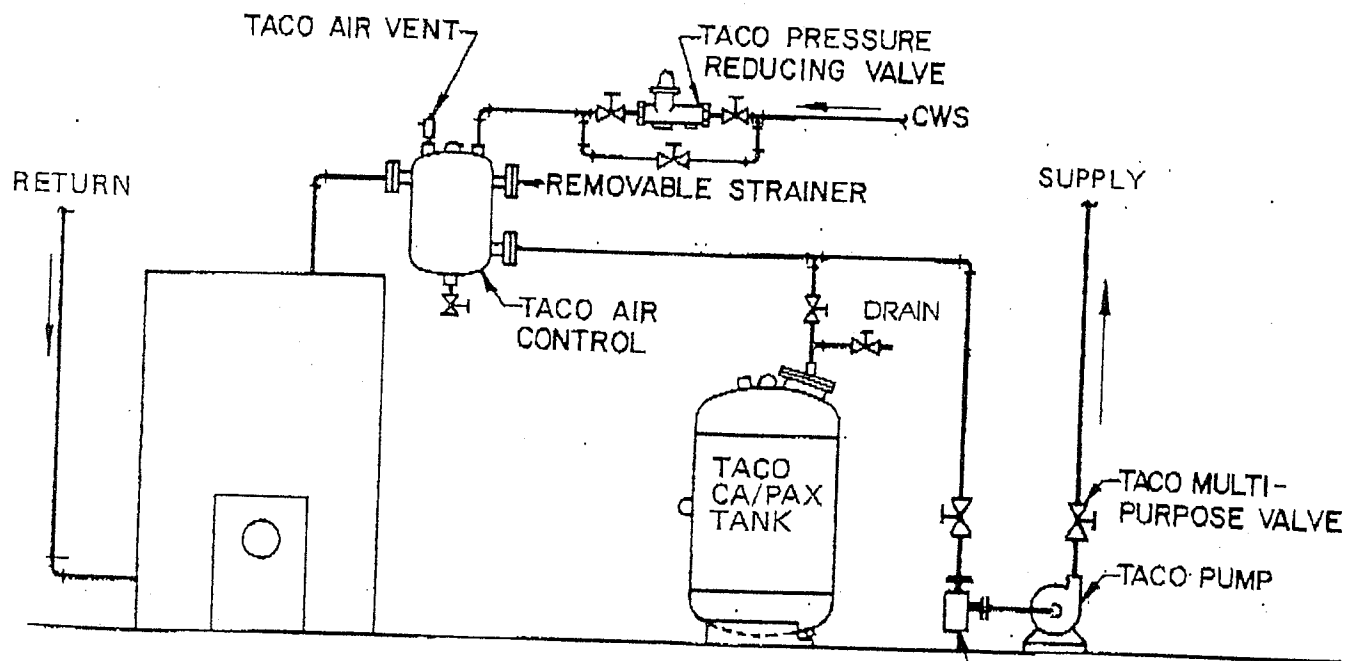 TACO AIR VENT
TACO PRESSURE
REDUCING VALVE
CWS
RETURN
REMOVABLE STRAINER
SUPPLY
TACO AIR
CONTROL
DRAIN
TACO
CA/PAX
TANK
TACO MULTI-
PURPOSE VALVE
TACO PUMP